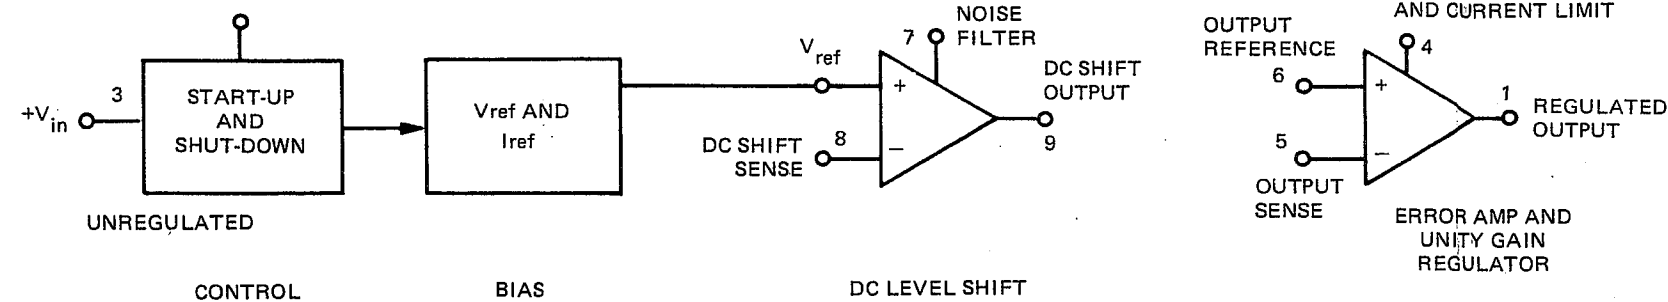 NOISE
FILTER
7
V ref
+
DC SHIFT
OUTPUT
9
8
DC SHIFT
SENSE
−
3
+Vin
START-UP
AND
SHUT-DOWN
Vref AND
Iref
UNREGULATED
CONTROL
BIAS
DC LEVEL SHIFT
AND CURRENT LIMIT
4
OUTPUT
REFERENCE
6
+
1
REGULATED
OUTPUT
5
−
OUTPUT
SENSE
ERROR AMP AND
UNITY GAIN
REGULATOR